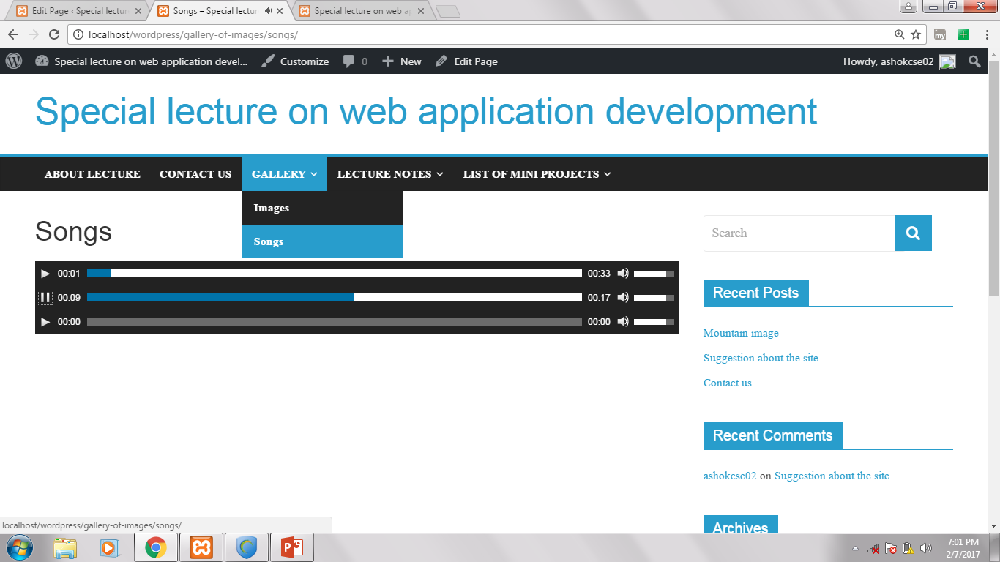 Edit Page ‹ Special lectur
Songs – Special lectur
Special lecture on web ap
localhost/wordpress/gallery-of-images/songs/
my
Special lecture on web application devel...
Customize
0
New
Edit Page
Howdy, ashokcse02
Special lecture on web application development
ABOUT LECTURE
CONTACT US
GALLERY
LECTURE NOTES
LIST OF MINI PROJECTS
Images
Songs
Songs
00:01
00:33
00:09
00:17
00:00
00:00
Search
Recent Posts
Mountain image
Suggestion about the site
Contact us
Recent Comments
ashokcse02 on Suggestion about the site
Archives
localhost/wordpress/gallery-of-images/songs/
7:01 PM
2/7/2017